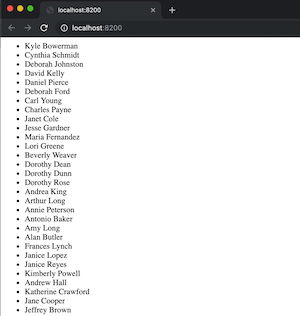 localhost:8200
localhost:8200
Kyle Bowerman
Cynthia Schmidt
Deborah Johnston
David Kelly
Daniel Pierce
Deborah Ford
Carl Young
Charles Payne
Janet Cole
Jesse Gardner
Maria Fernandez
Lori Greene
Beverly Weaver
Dorothy Dean
Dorothy Dunn
Dorothy Rose
Andrea King
Arthur Long
Annie Peterson
Antonio Baker
Amy Long
Alan Butler
Frances Lynch
Janice Lopez
Janice Reyes
Kimberly Powell
Andrew Hall
Katherine Crawford
Jane Cooper
Jeffrey Brown